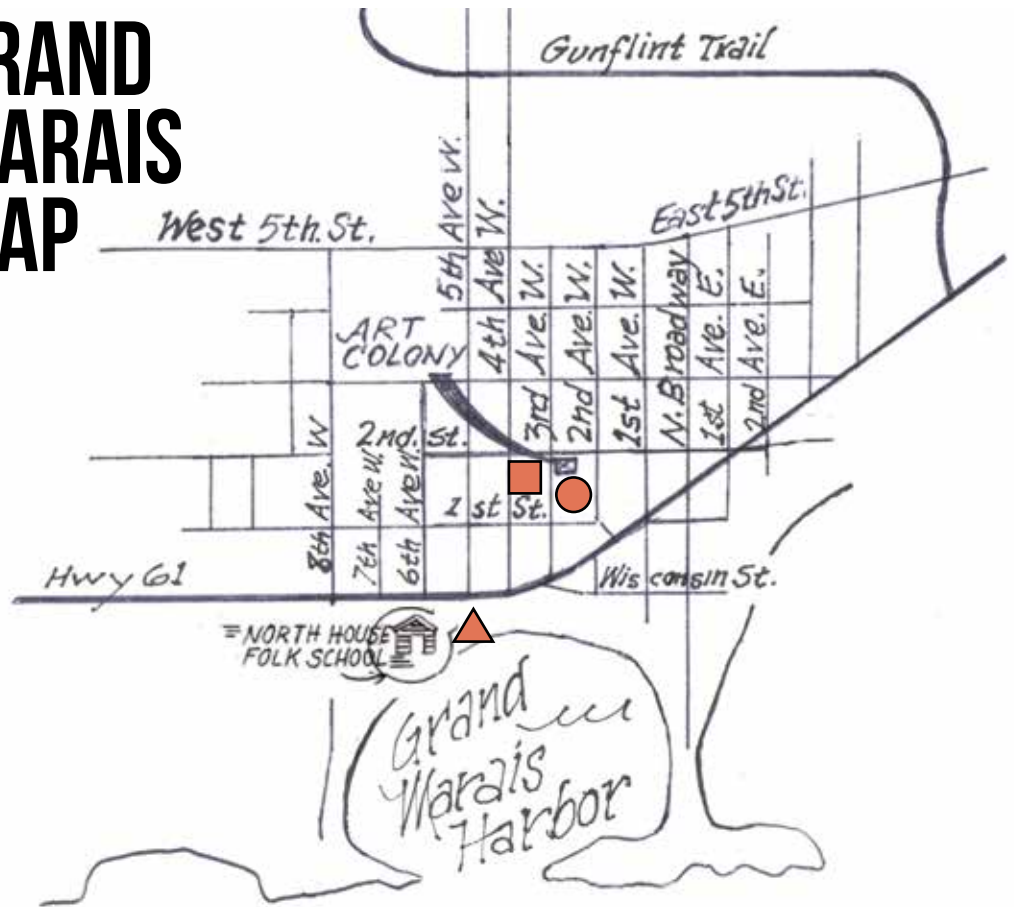 RAND
ARAIS
AP
Gunflint Trail
West 5th. St.
East 5th St.
5th Ave W.
4th Ave W.
3rd Ave. W.
2nd Ave. W.
1st Ave. W.
N. Broadway
1st Ave. E.
2nd Ave. E.
ART
COLONY
2nd. St.
1st St.
8th Ave. W
7th Ave W.
6th Ave W.
Hwy 61
Wisconsin St.
NORTH HOUSE
FOLK SCHOOL
Grand
Marais
Harbor